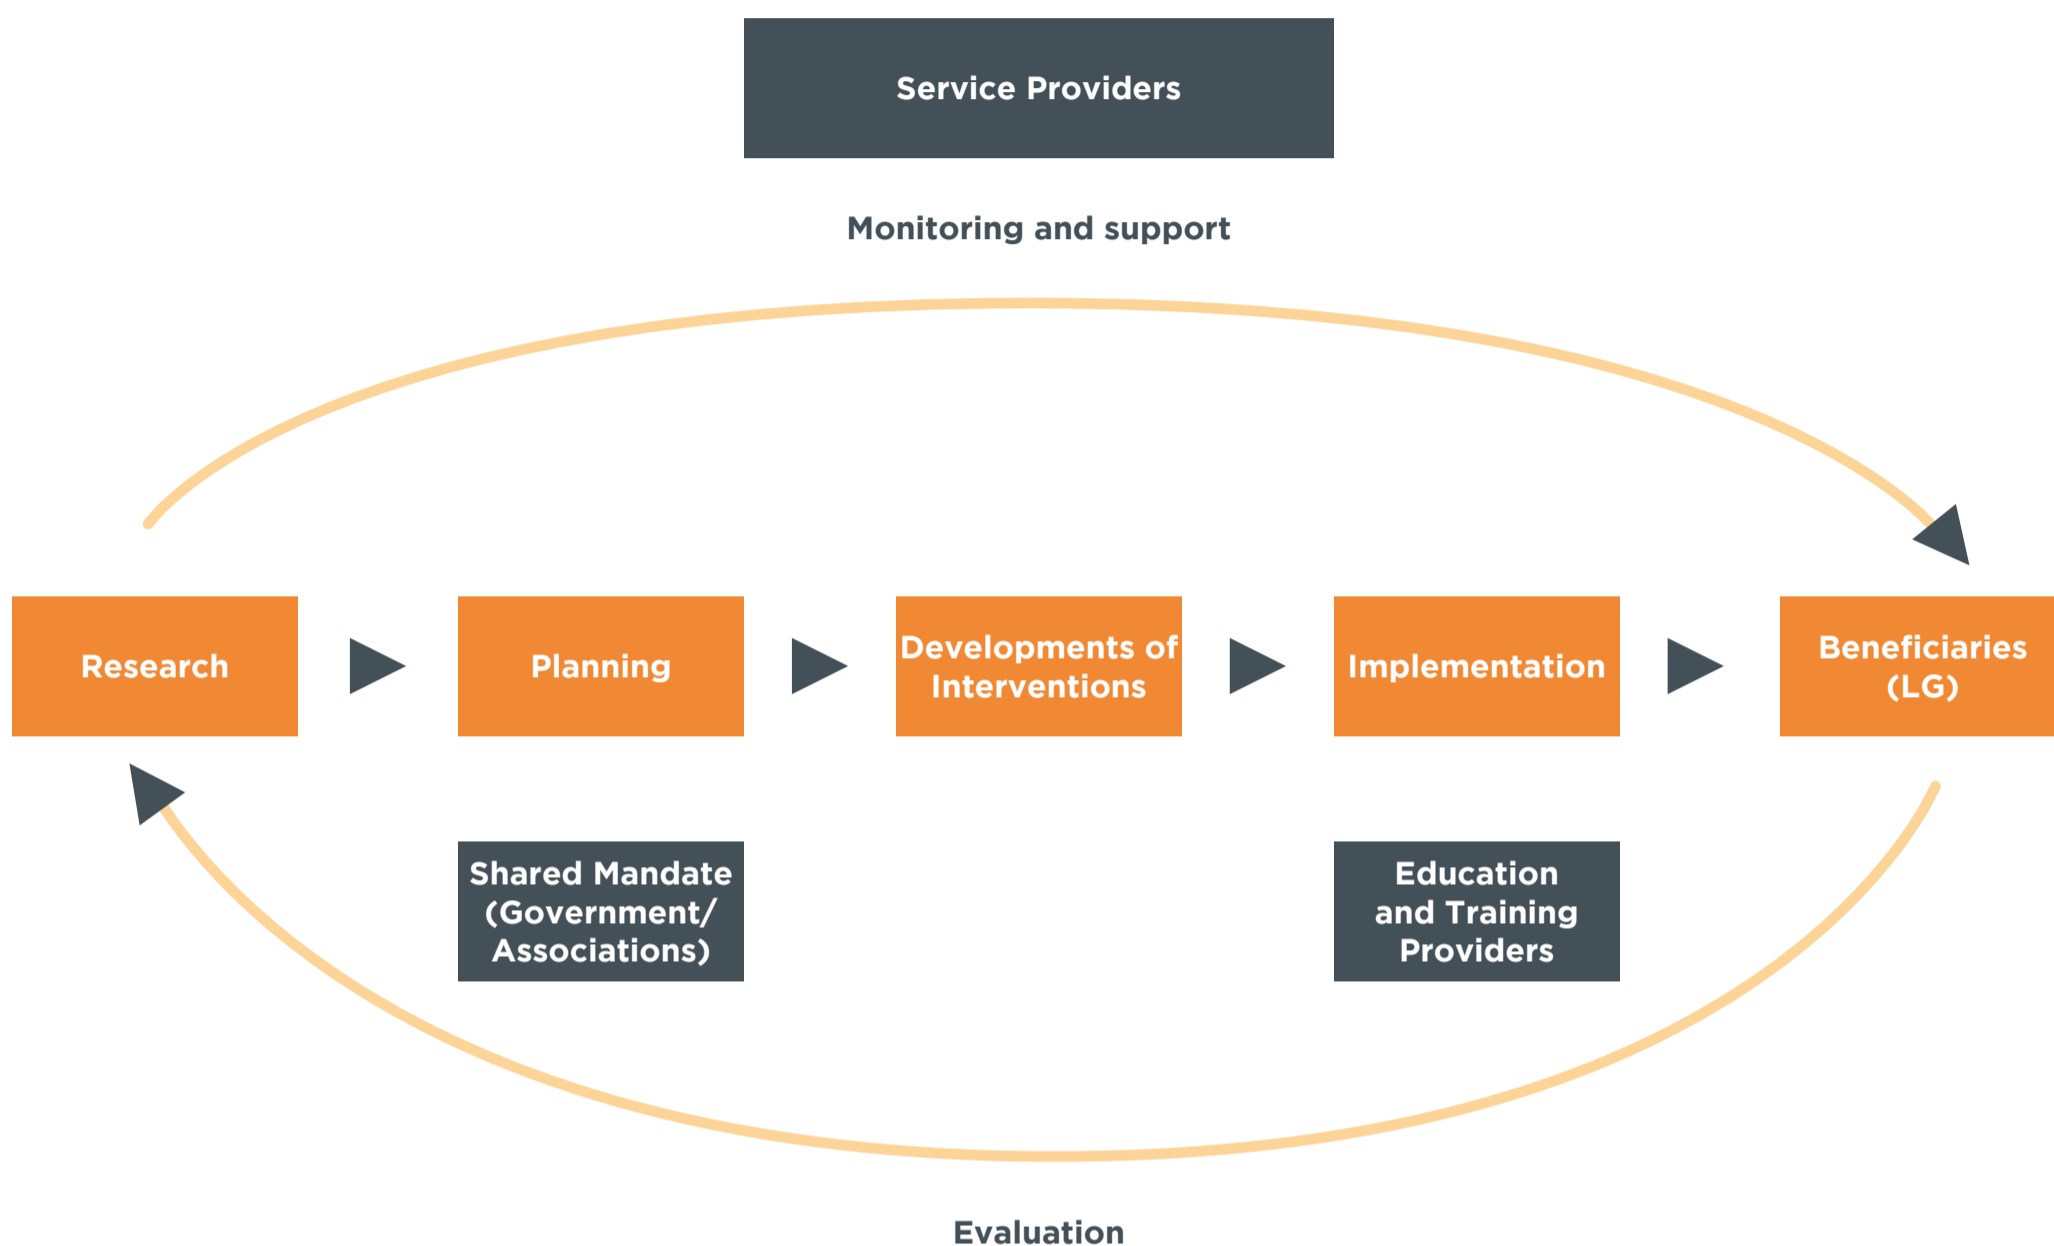 Service Providers
Monitoring and support
Research
Planning
Developments of
Interventions
Implementation
Beneficiaries
(LG)
Shared Mandate
(Government/
Associations)
Education
and Training
Providers
Evaluation